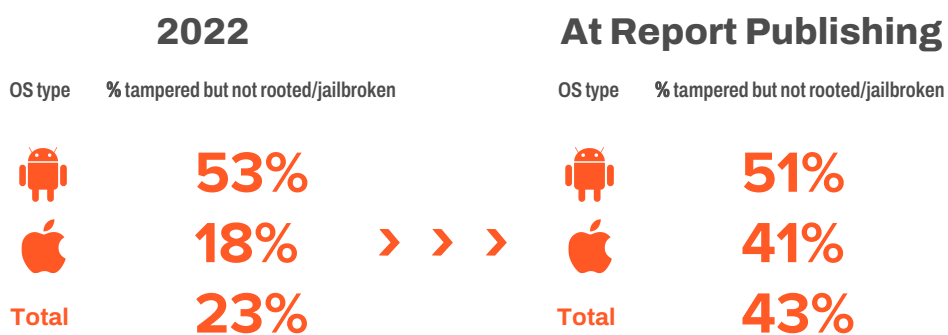 2022
OS type % tampered but not rooted/jailbroken
53%
18%
Total 23%
At Report Publishing
OS type % tampered but not rooted/jailbroken
51%
41%
Total 43%